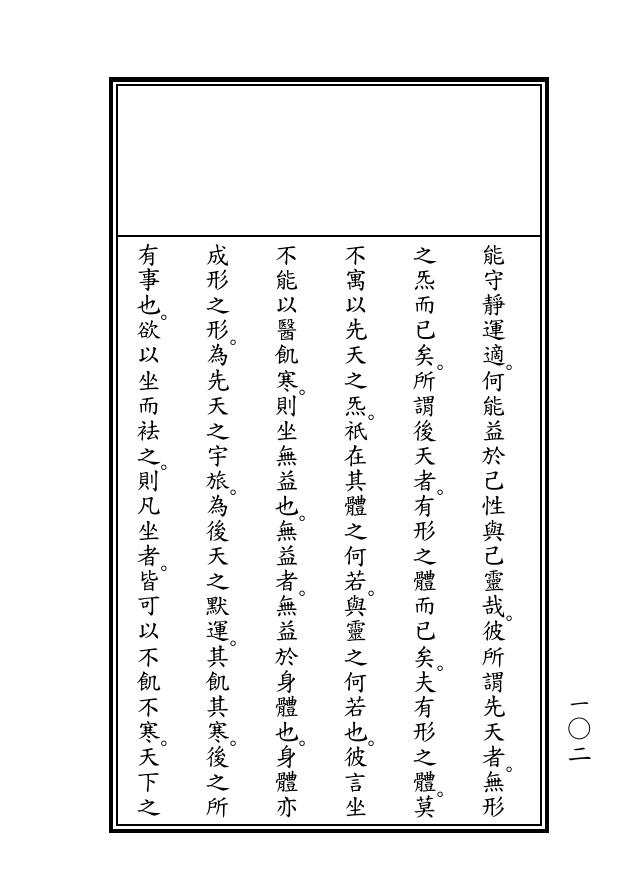 能守靜運適。何能益於己性與己靈哉。彼所謂先天者。無形
之炁而已矣。所謂後天者。有形之體而已矣。夫有形之體。莫
不寓以先天之炁。祇在其體之何若。與靈之何若也。彼言坐
不能以醫飢寒。則坐無益也。無益者。無益於身體也。身體亦
成形之形。為先天之宇旅。為後天之默運。其飢其寒。後之所
有事也。欲以坐而袪之。則凡坐者。皆可以不飢不寒。天下之
一〇二